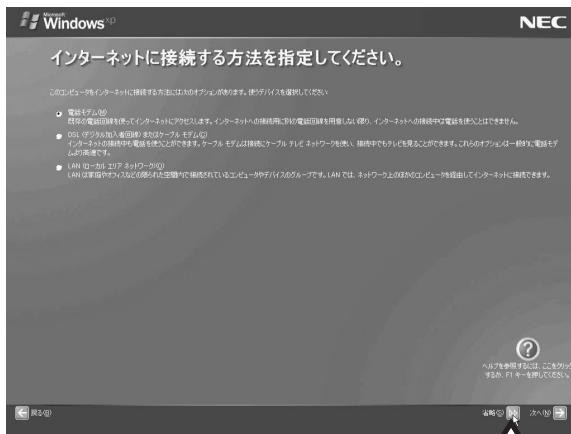 Microsoft
Windows xp
NEC
インターネットに接続する方法を指定してください。
このコンピュータをインターネットに接続する方法には次のオプションがあります。使うデバイスを選択してください:
電話モデム(M)
既存の電話回線を使ってインターネットにアクセスします。インターネットへの接続用に別の電話回線を用意しない限り、インターネットへの接続中は電話を使うことはできません。
DSL (デジタル加入者回線) またはケーブル モデム(C)
インターネットの接続中も電話を使うことができます。ケーブル モデムは接続にケーブル テレビ ネットワークを使い、接続中でもテレビを見ることができます。これらのオプションは一般的に電話モデ
ムより高速です。
LAN (ローカル エリア ネットワーク)(O)
LAN は家庭やオフィスなどの限られた空間内で接続されているコンピュータやデバイスのグループです。LAN では、ネットワーク上のほかのコンピュータを経由してインターネットに接続できます。
?
ヘルプを参照するには、ここをクリック
するか、F1 キーを押してください。
戻る(B)
省略(S)
次へ(N)